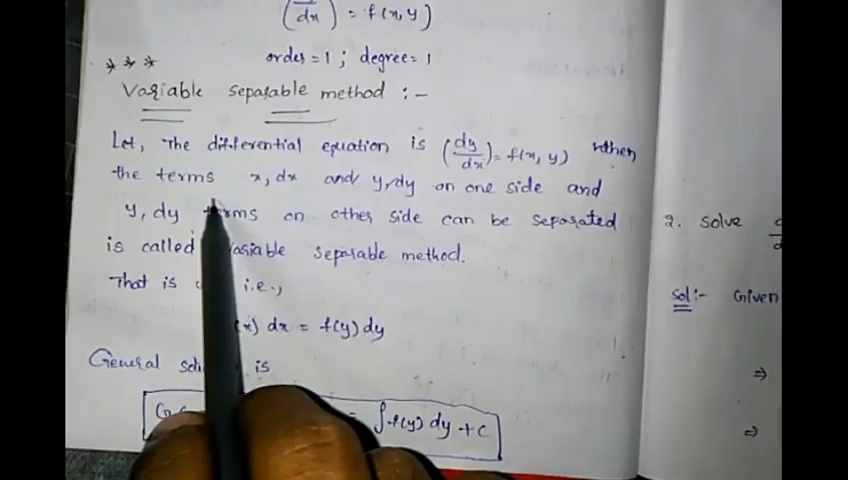 (dy/dx) = f(x, y)
order = 1 ; degree = 1
***
Variable Separable method :-
Let, The differential equation is (dy/dx) = f(x, y) when
the terms x, dx and y, dy on one side and
y, dy terms on other side can be separated
is called Variable Separable method.
That is i.e.,
(x) dx = f(y) dy
General is
= ∫f(y) dy + c
2. Solve
Sol:- Given
⇒
⇒